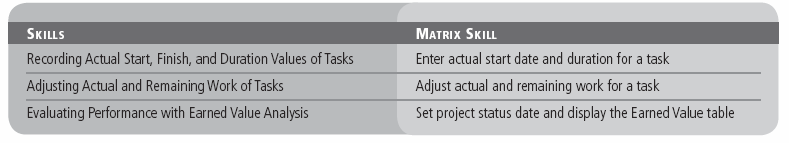 SKILLS MATRIX SKILL
Recording Actual Start, Finish, and Duration Values of Tasks Enter actual start date and duration for a task
Adjusting Actual and Remaining Work of Tasks Adjust actual and remaining work for a task
Evaluating Performance with Earned Value Analysis Set project status date and display the Earned Value table